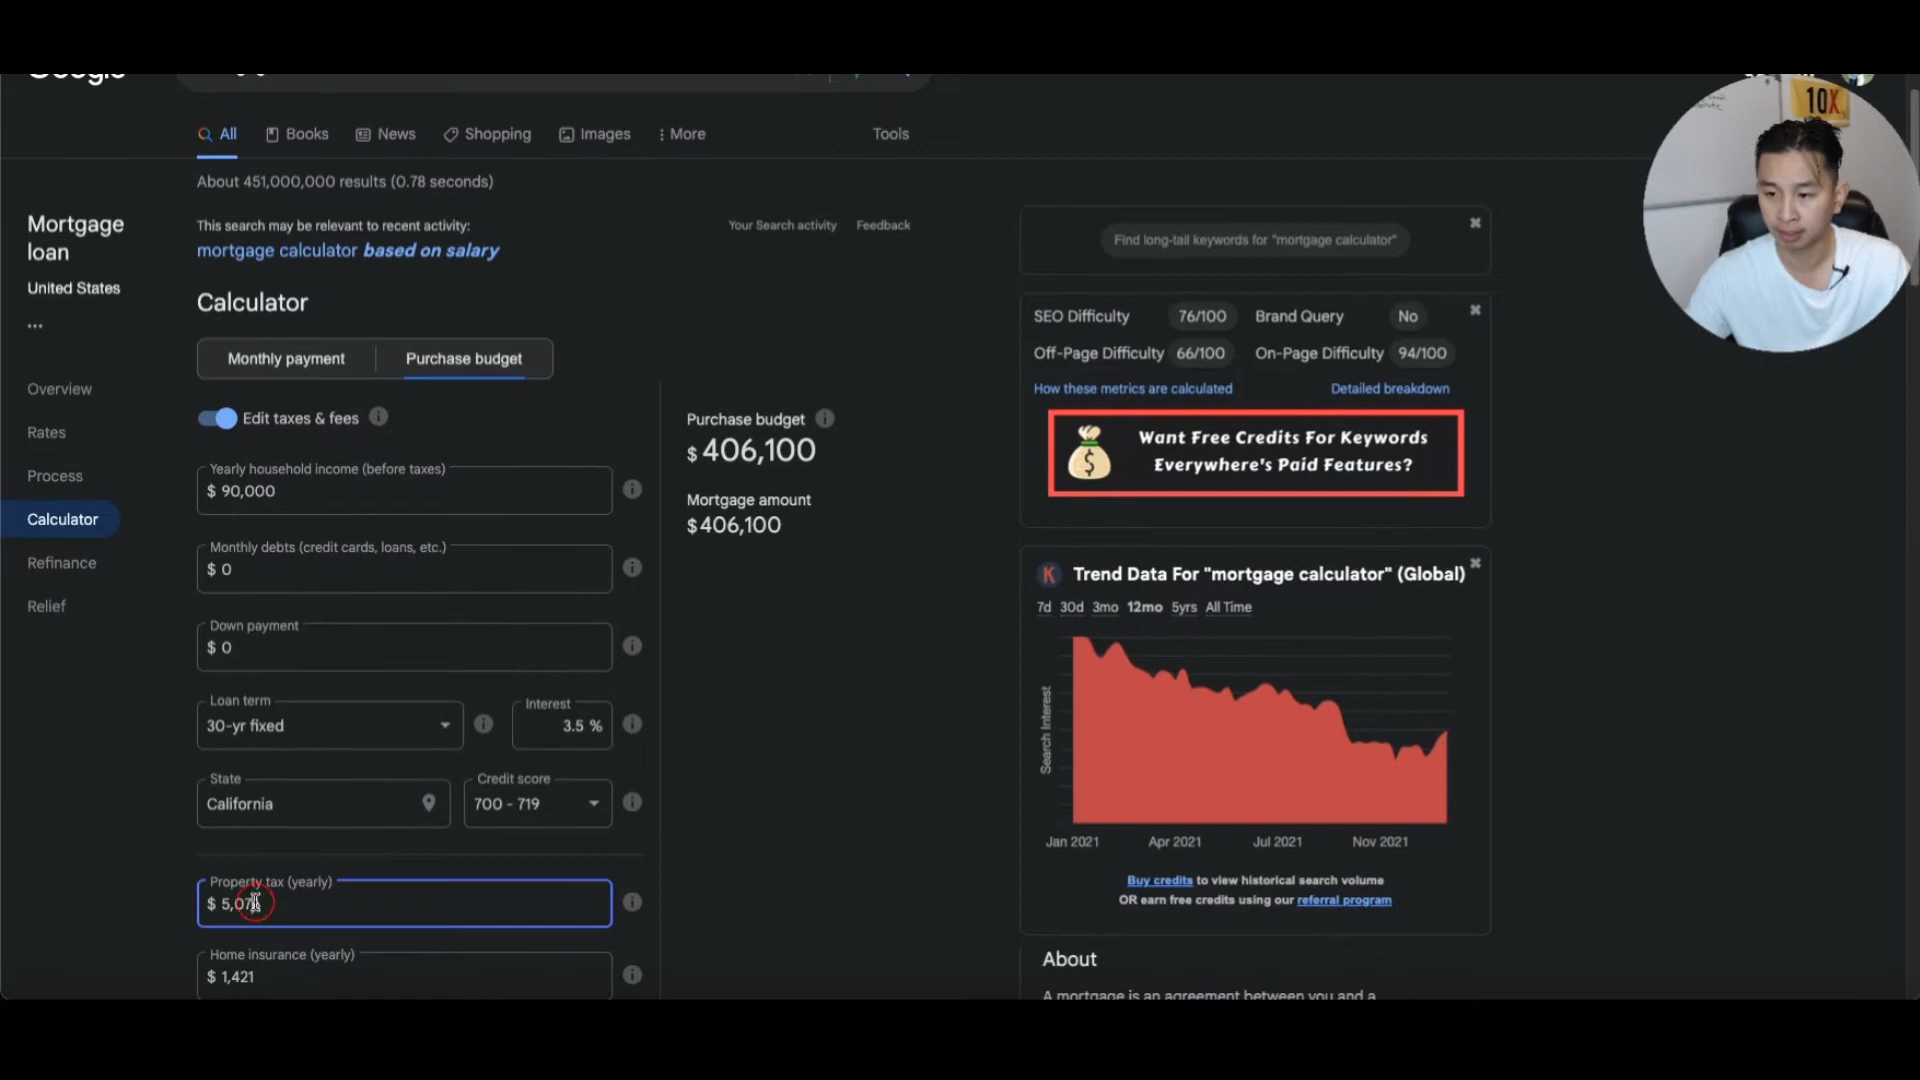 Google
10X
All
Books
News
Shopping
Images
More
Tools
About 451,000,000 results (0.78 seconds)
Mortgage
loan
United States
...
Overview
Rates
Process
Calculator
Refinance
Relief
This search may be relevant to recent activity:
mortgage calculator based on salary
Your Search activity
Feedback
Calculator
Monthly payment
Purchase budget
Edit taxes & fees
Yearly household income (before taxes)
$ 90,000
Monthly debts (credit cards, loans, etc.)
$ 0
Down payment
$ 0
Loan term
30-yr fixed
Interest
3.5 %
State
California
Credit score
700 - 719
Property tax (yearly)
Home insurance (yearly)
$ 1,421
Purchase budget
$ 406,100
Mortgage amount
$406,100
Find long-tail keywords for "mortgage calculator"
SEO Difficulty 76/100 Brand Query No
Off-Page Difficulty 66/100 On-Page Difficulty 94/100
How these metrics are calculated
Detailed breakdown
Want Free Credits For Keywords
Everywhere's Paid Features?
K
Trend Data For "mortgage calculator" (Global)
7d 30d 3mo 12mo 5yrs All Time
Search Interest
Jan 2021 Apr 2021 Jul 2021 Nov 2021
Buy credits to view historical search volume
OR earn free credits using our referral program
About
A mortgage is an agreement between you and a